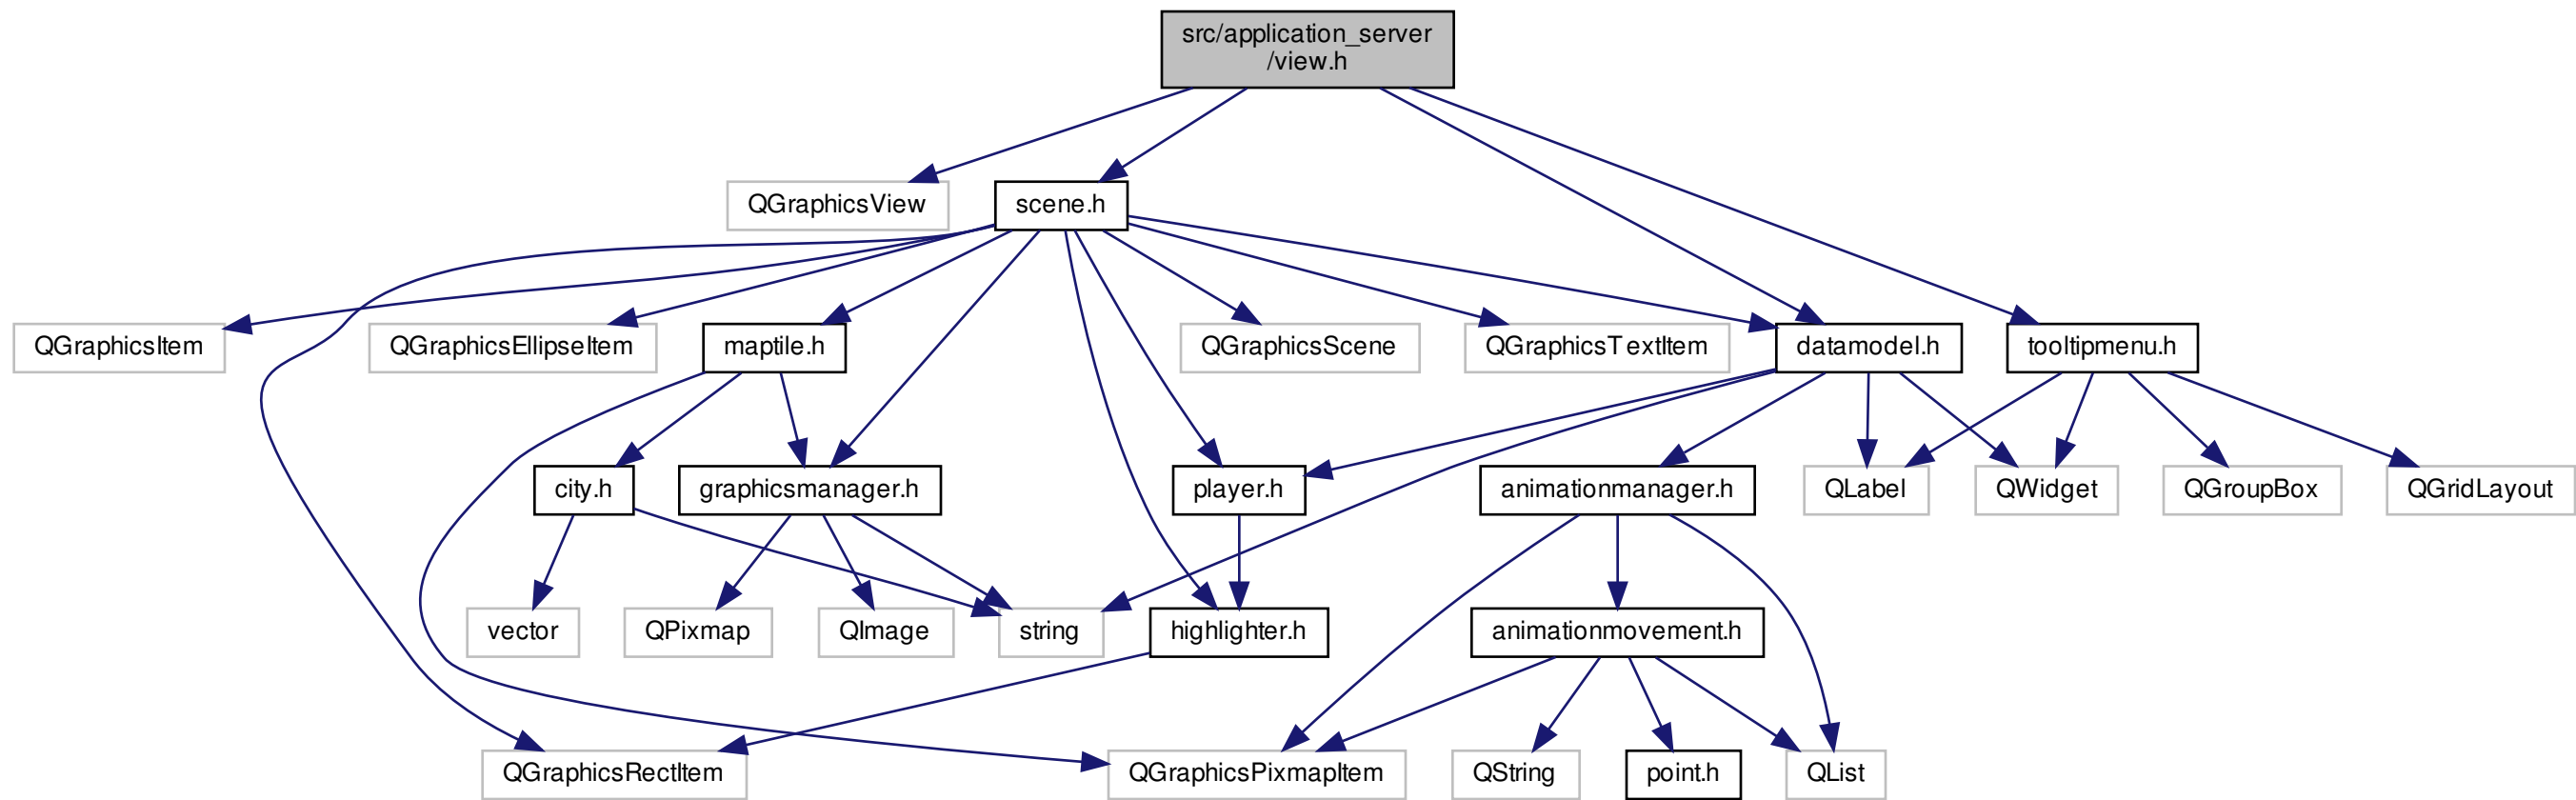 src/application_server
/view.h
QGraphicsView
scene.h
QGraphicsItem
QGraphicsEllipseItem
maptile.h
QGraphicsScene
QGraphicsTextItem
datamodel.h
tooltipmenu.h
city.h
graphicsmanager.h
player.h
animationmanager.h
QLabel
QWidget
QGroupBox
QGridLayout
vector
QPixmap
QImage
string
highlighter.h
animationmovement.h
QGraphicsRectItem
QGraphicsPixmapItem
QString
point.h
QList